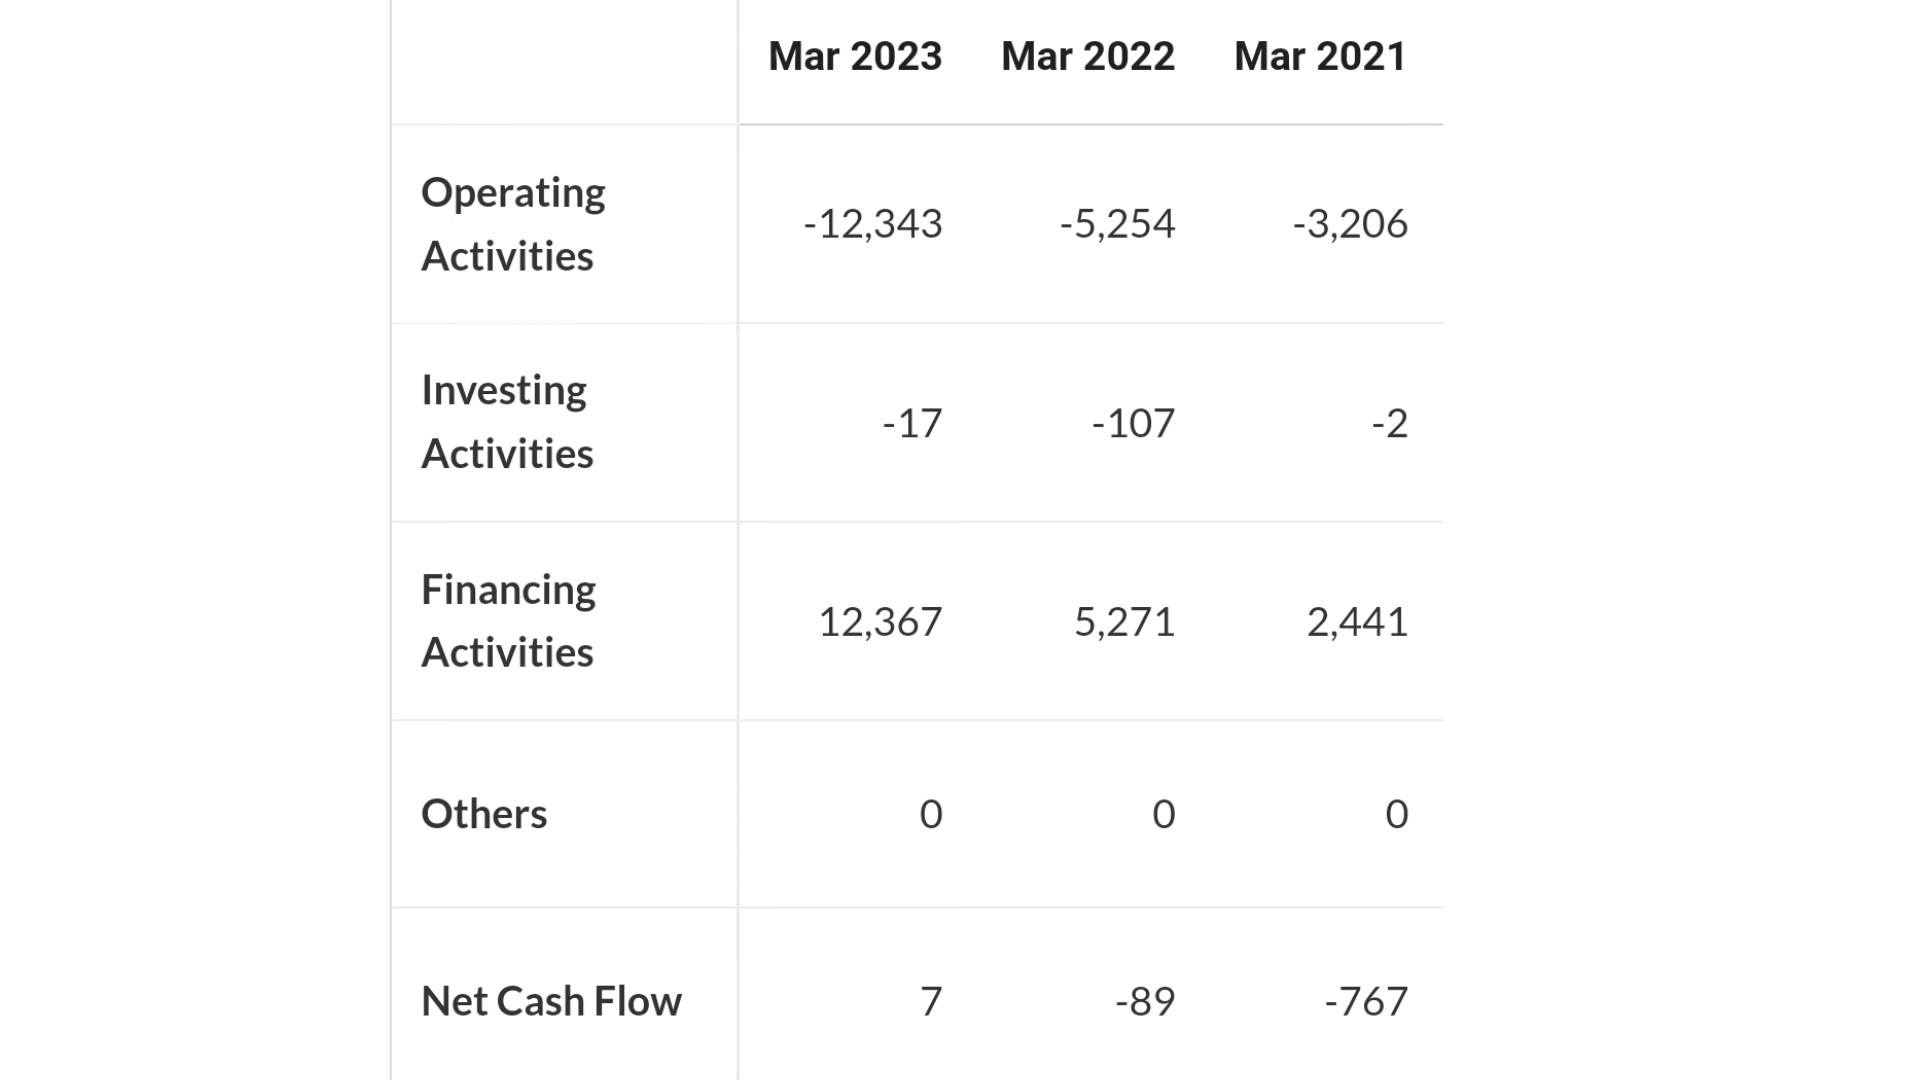 Mar 2023 Mar 2022 Mar 2021
Operating
Activities
-12,343 -5,254 -3,206
Investing
Activities
-17 -107 -2
Financing
Activities
12,367 5,271 2,441
Others 0 0 0
Net Cash Flow 7 -89 -767